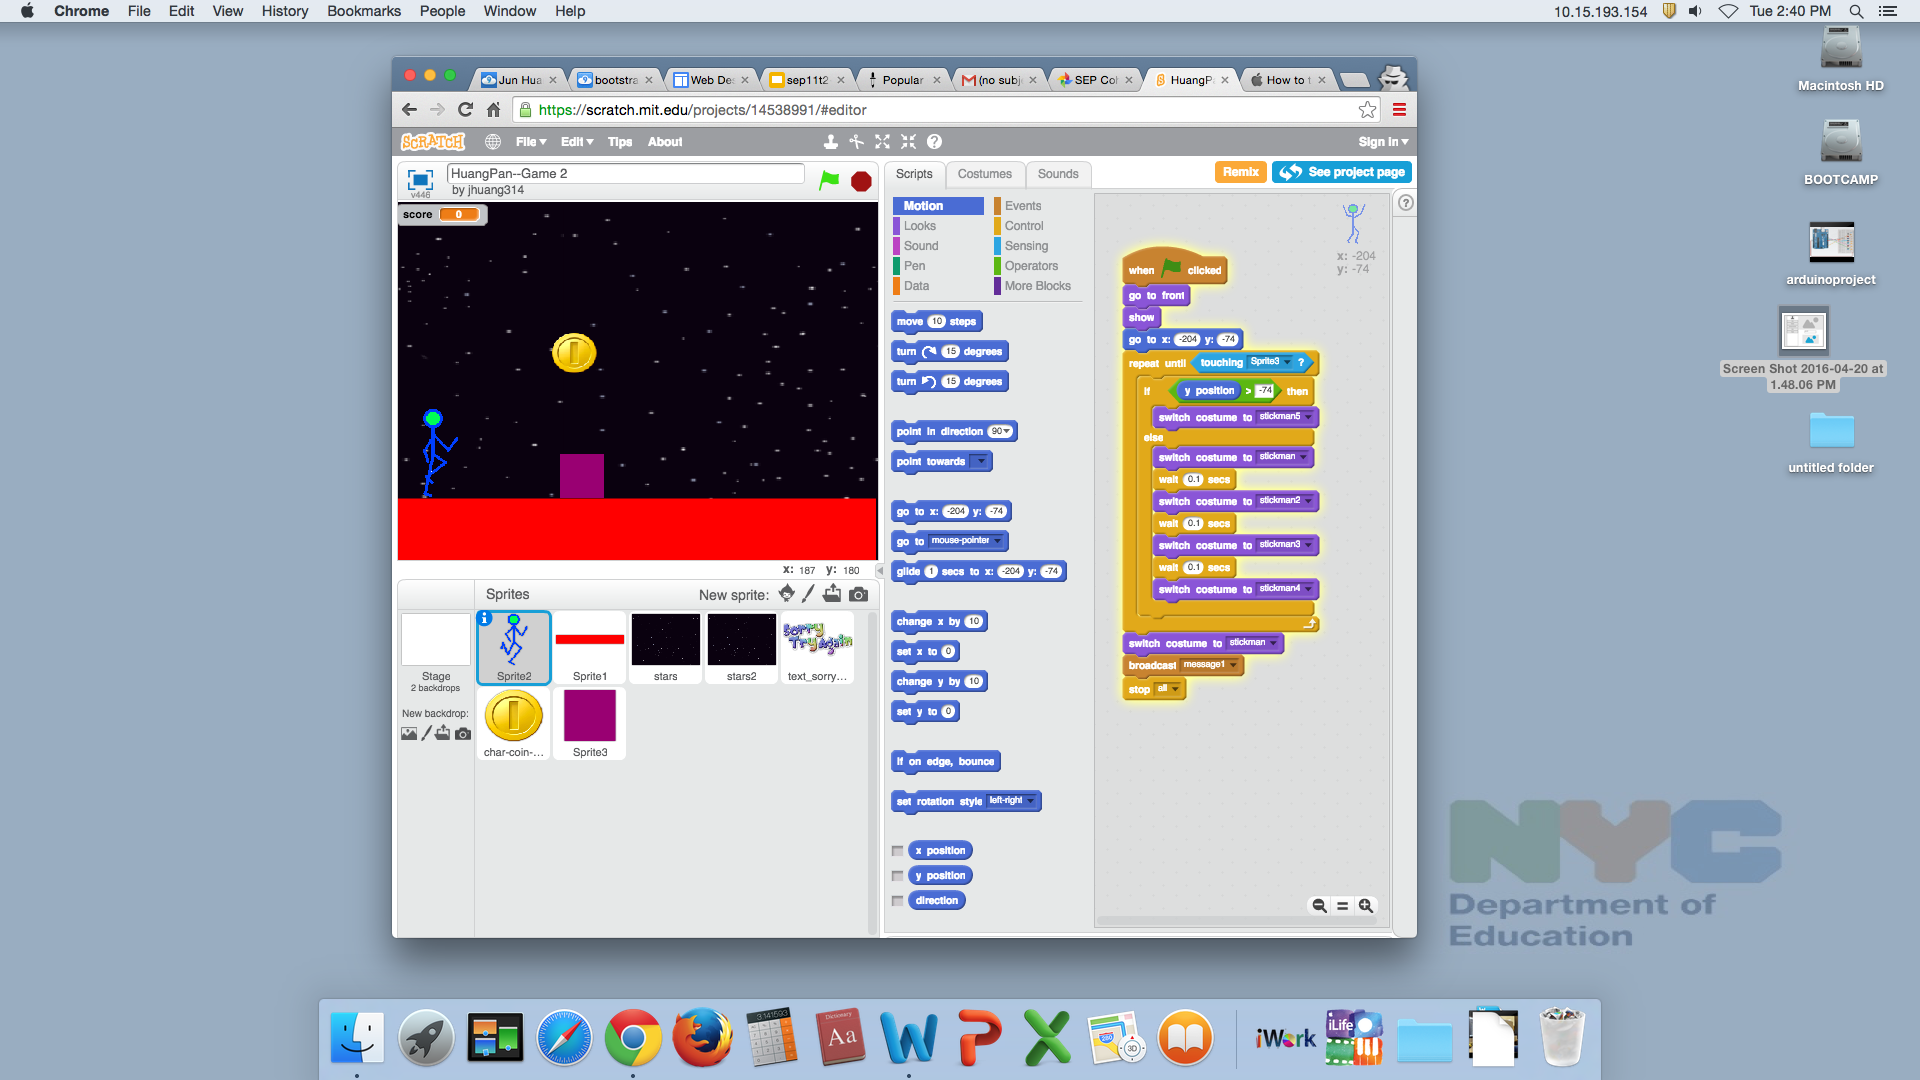 Chrome File Edit View History Bookmarks People Window Help 10.15.193.154 Tue 2:40 PM
Macintosh HD
BOOTCAMP
arduinoproject
Screen Shot 2016-04-20 at
1.48.06 PM
untitled folder
Jun Hua bootstra Web Des sep11t2 Popular (no subj SEP Col HuangPa How to t
https://scratch.mit.edu/projects/14538991/#editor
SCRATCH File Edit Tips About Sign in
HuangPan--Game 2
by jhuang314
v446
Scripts Costumes Sounds Remix See project page
score 0
x: 187 y: 180
Sprites New sprite:
Stage
2 backdrops
New backdrop:
Sprite2 Sprite1 stars stars2 text_sorry...
Sorry Try Again
char-coin-... Sprite3
Motion Events
Looks Control
Sound Sensing
Pen Operators
Data More Blocks
move 10 steps
turn 15 degrees
turn 15 degrees
point in direction 90
point towards
go to x: -204 y: -74
go to mouse-pointer
glide 1 secs to x: -204 y: -74
change x by 10
set x to 0
change y by 10
set y to 0
if on edge, bounce
set rotation style left-right
x position
y position
direction
x: -204
y: -74
when clicked
go to front
show
go to x: -204 y: -74
repeat until touching Sprite3 ?
if y position > -74 then
switch costume to stickman5
else
switch costume to stickman
wait 0.1 secs
switch costume to stickman2
wait 0.1 secs
switch costume to stickman3
wait 0.1 secs
switch costume to stickman4
switch costume to stickman
broadcast message1
stop all
NYC
Department of
Education
3.141593
Dictionary
Aa
W P X
3D
iWork
iLife